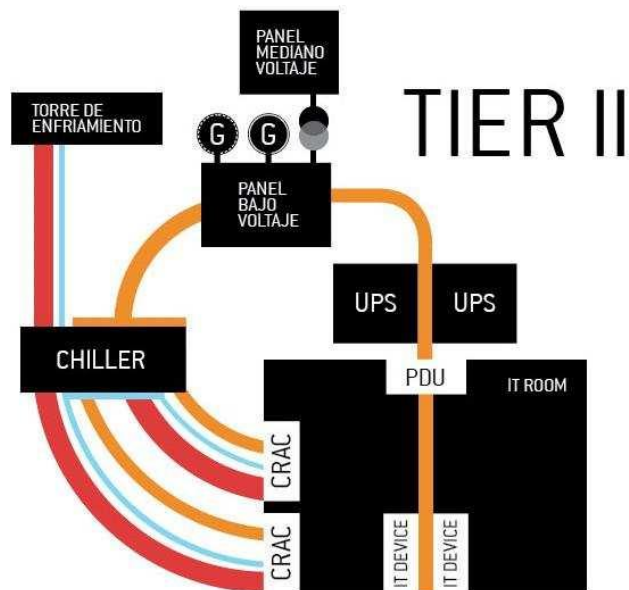 PANEL
MEDIANO
VOLTAJE
TIER II
TORRE DE
ENFRIAMIENTO
G
G
PANEL
BAJO
VOLTAJE
UPS
UPS
CHILLER
PDU
IT ROOM
CRAC
CRAC
IT DEVICE
IT DEVICE